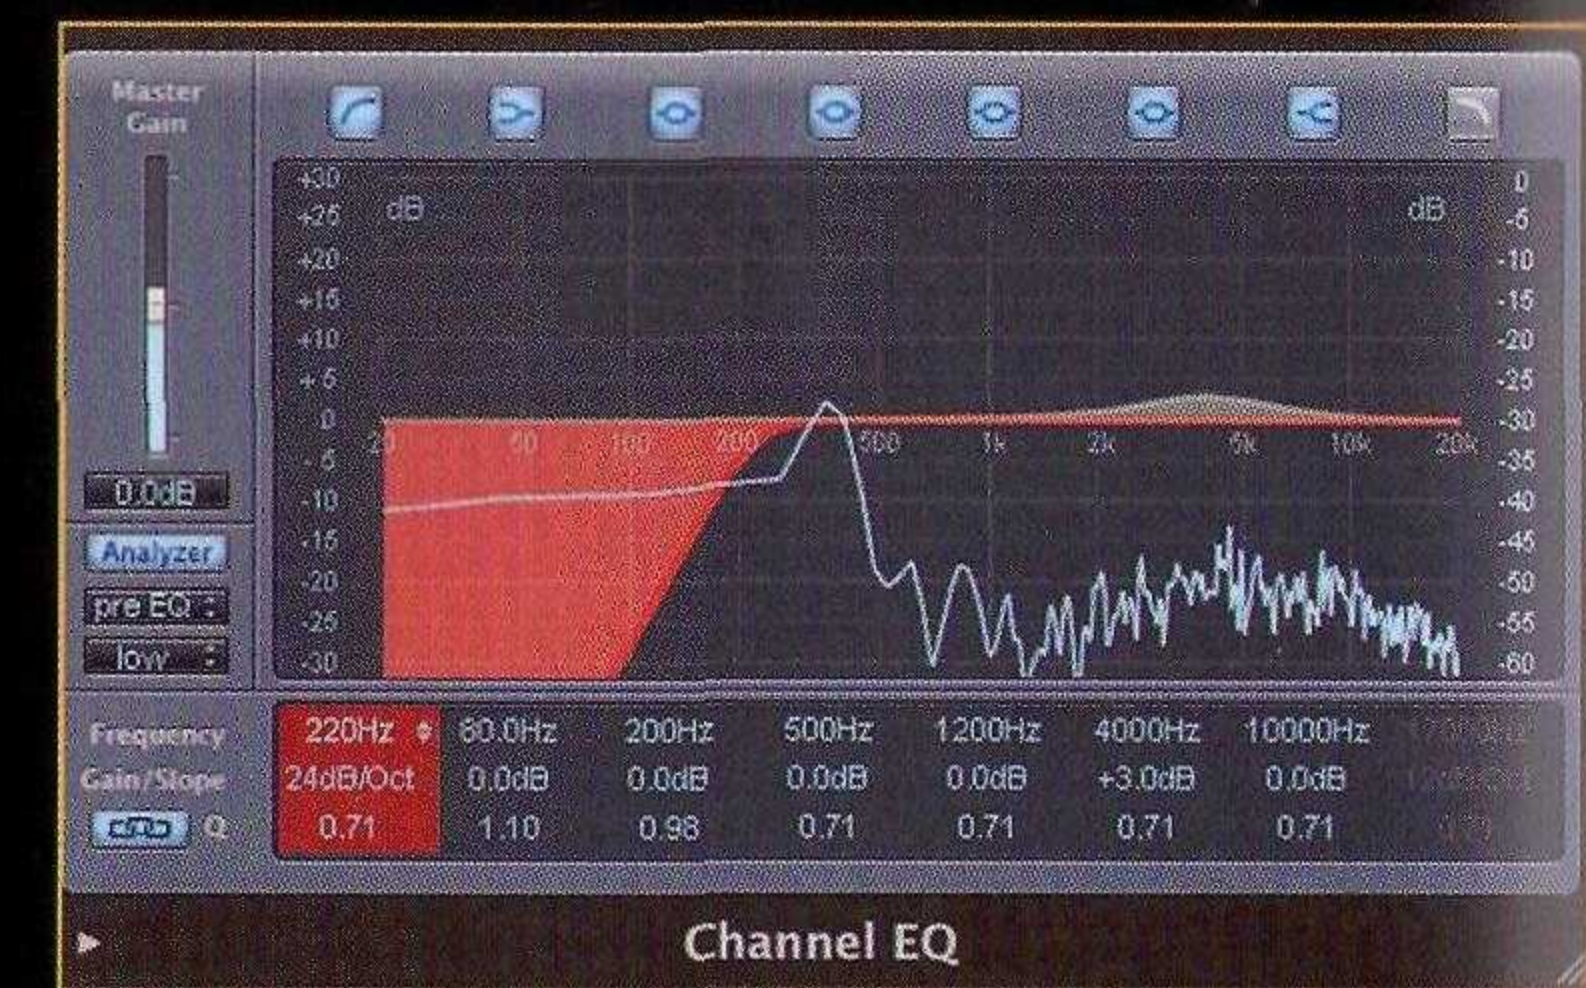 Master
Gain
0.0dB
Analyzer
pre EQ
low
+30
+25
+20
+15
+10
+5
0
-5
-10
-15
-20
-25
-30
dB
dB
0
-5
-10
-15
-20
-25
-30
-35
-40
-45
-50
-55
-60
20 50 100 200 500 1k 2k 5k 10k 20k
Frequency 220Hz 80.0Hz 200Hz 500Hz 1200Hz 4000Hz 10000Hz
Gain/Slope 24dB/Oct 0.0dB 0.0dB 0.0dB 0.0dB +3.0dB 0.0dB
Q 0.71 1.10 0.98 0.71 0.71 0.71 0.71
Channel EQ